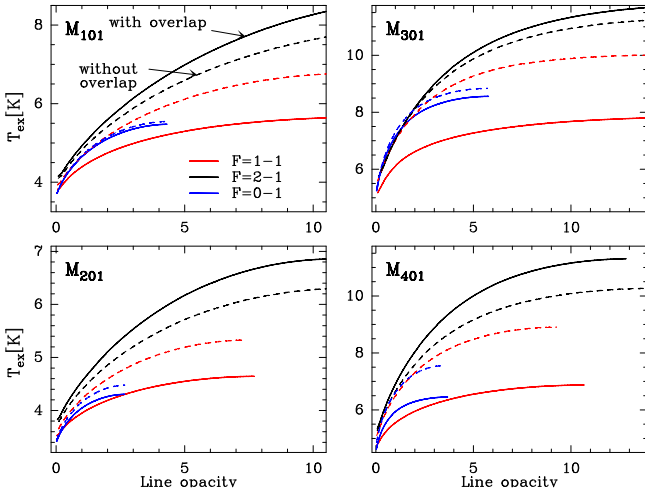 M101
with overlap
without
overlap
Tex[K]
8
6
4
F=1-1
F=2-1
F=0-1
0
5
10
M301
10
8
6
0
5
10
M201
Tex[K]
7
6
5
4
0
5
10
Line opacity
M401
10
8
6
0
5
10
Line opacity